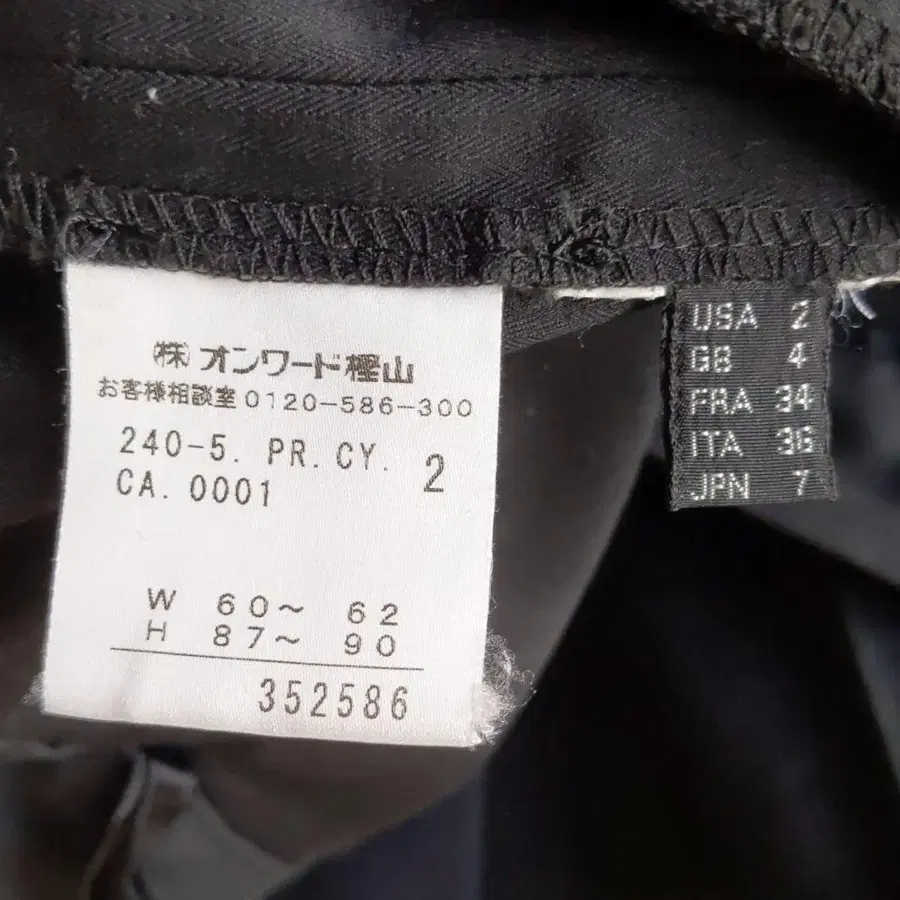 ㈱オンワード樫山
お客様相談室 0120-586-300
240-5. PR. CY. 2
CA. 0001
W 60～ 62
H 87～ 90
352586
USA 2
GB 4
FRA 34
ITA 36
JPN 7